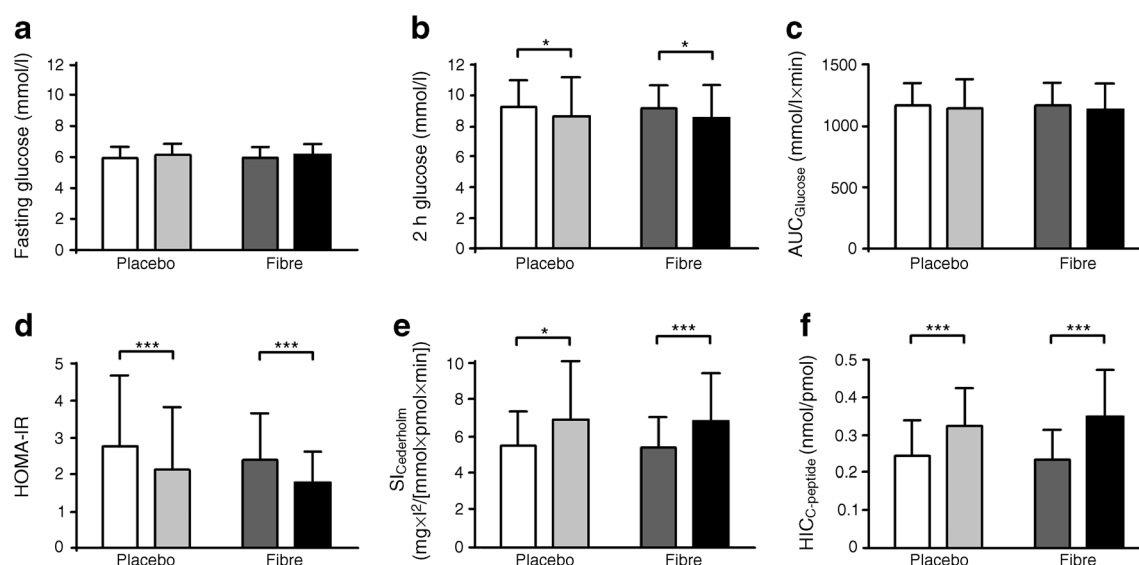 a
Fasting glucose (mmol/l)
12
10
8
6
4
2
0
Placebo
Fibre
b
2 h glucose (mmol/l)
12
10
8
6
4
2
0
*
*
Placebo
Fibre
c
AUCGlucose (mmol/l×min)
1500
1000
500
0
Placebo
Fibre
d
HOMA-IR
5
4
3
2
1
0
***
***
Placebo
Fibre
e
SICederholm
(mg×l²/[mmol×pmol×min])
10
8
6
4
2
0
*
***
Placebo
Fibre
f
HICC-peptide (nmol/pmol)
0.5
0.4
0.3
0.2
0.1
0
***
***
Placebo
Fibre